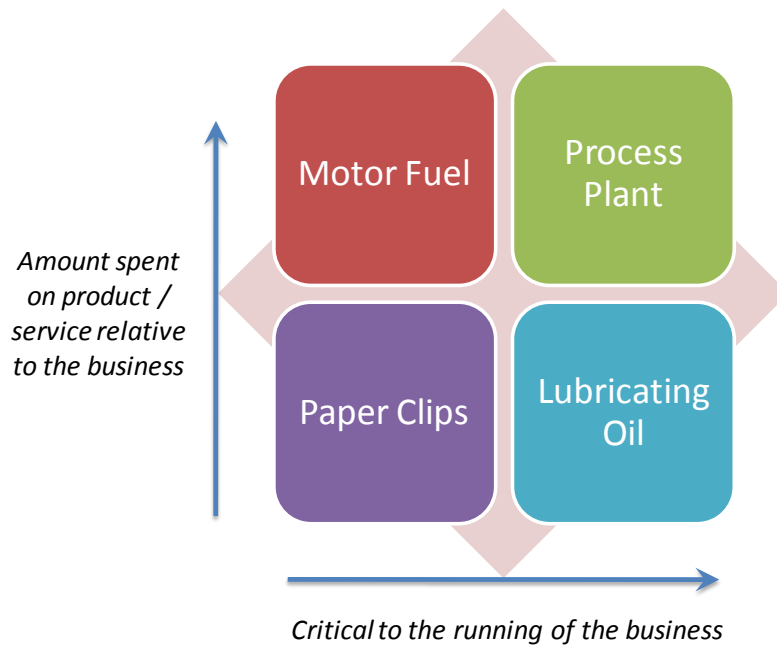 Motor Fuel
Process
Plant
Amount spent
on product /
service relative
to the business
Paper Clips
Lubricating
Oil
Critical to the running of the business